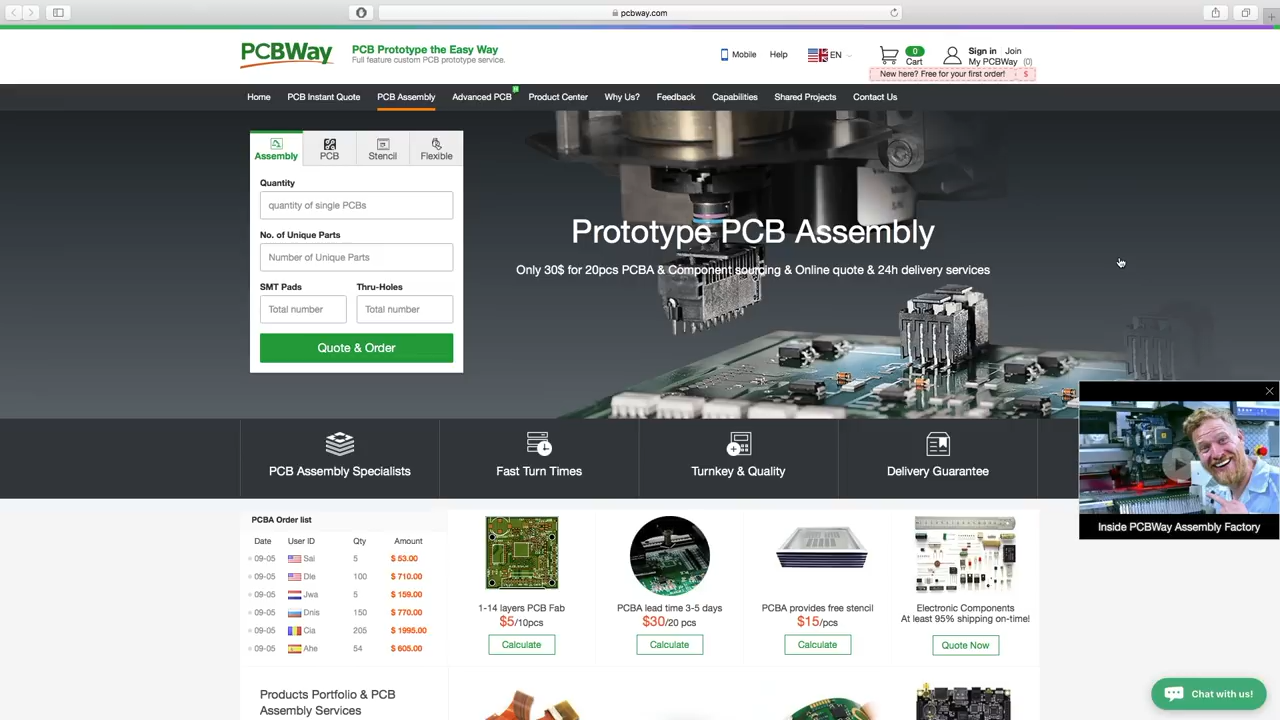 pcbway.com
PCBWay
PCB Prototype the Easy Way
Full feature custom PCB prototype service.
Mobile
Help
EN
0
Cart
Sign in Join
My PCBWay (0)
New here? Free for your first order! $
Home
PCB Instant Quote
PCB Assembly
Advanced PCB
Product Center
Why Us?
Feedback
Capabilities
Shared Projects
Contact Us
Assembly
PCB
Stencil
Flexible
Quantity
quantity of single PCBs
No. of Unique Parts
Number of Unique Parts
SMT Pads
Thru-Holes
Total number
Total number
Quote & Order
Prototype PCB Assembly
Only 30$ for 20pcs PCBA & Component sourcing & Online quote & 24h delivery services
PCB Assembly Specialists
Fast Turn Times
Turnkey & Quality
Delivery Guarantee
Inside PCBWay Assembly Factory
PCBA Order list
Date User ID Qty Amount
09-05 Sai 5 $ 53.00
09-05 Dle 100 $ 710.00
09-05 Jwa 5 $ 159.00
09-05 Dnis 150 $ 770.00
09-05 Cia 205 $ 1995.00
09-05 Ahe 54 $ 605.00
1-14 layers PCB Fab
$5/10pcs
Calculate
PCBA lead time 3-5 days
$30/20 pcs
Calculate
PCBA provides free stencil
$15/pcs
Calculate
Electronic Components
At least 95% shipping on-time!
Quote Now
Products Portfolio & PCB
Assembly Services
Chat with us!